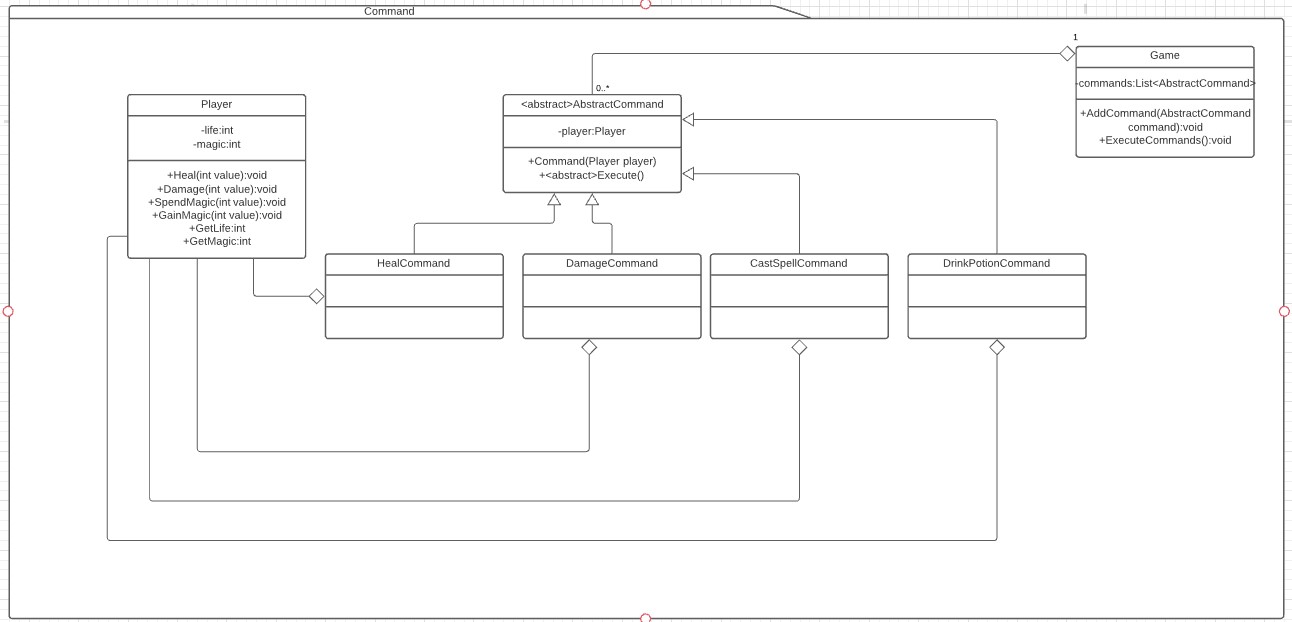 Command
1
Game
-commands:List<AbstractCommand>
+AddCommand(AbstractCommand
command):void
+ExecuteCommands():void
0..*
Player
-life:int
-magic:int
+Heal(int value):void
+Damage(int value):void
+SpendMagic(int value):void
+GainMagic(int value):void
+GetLife:int
+GetMagic:int
<abstract>AbstractCommand
-player:Player
+Command(Player player)
+<abstract>Execute()
HealCommand
DamageCommand
CastSpellCommand
DrinkPotionCommand